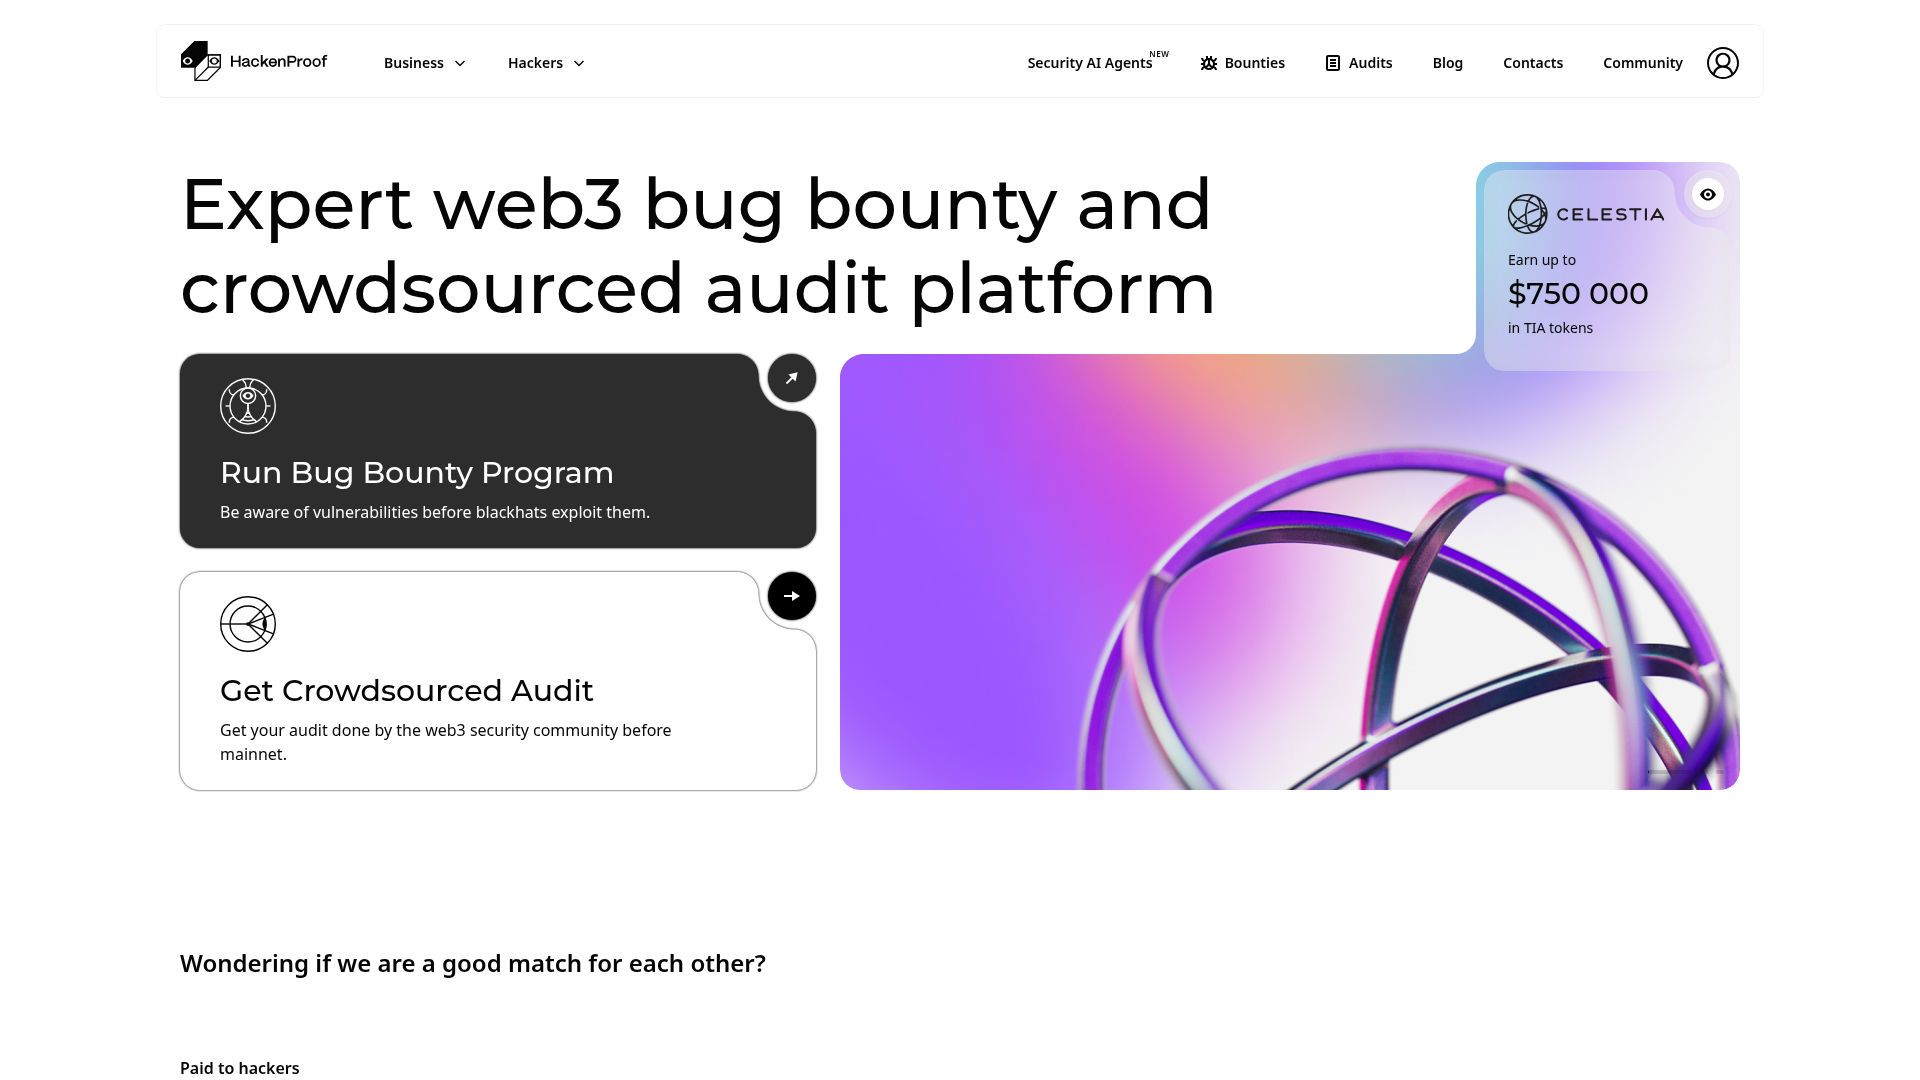 HackenProof
Business
Hackers
Security AI Agents NEW
Bounties
Audits
Blog
Contacts
Community
Expert web3 bug bounty and
crowdsourced audit platform
CELESTIA
Earn up to
$750 000
in TIA tokens
Run Bug Bounty Program
Be aware of vulnerabilities before blackhats exploit them.
Get Crowdsourced Audit
Get your audit done by the web3 security community before
mainnet.
Wondering if we are a good match for each other?
Paid to hackers